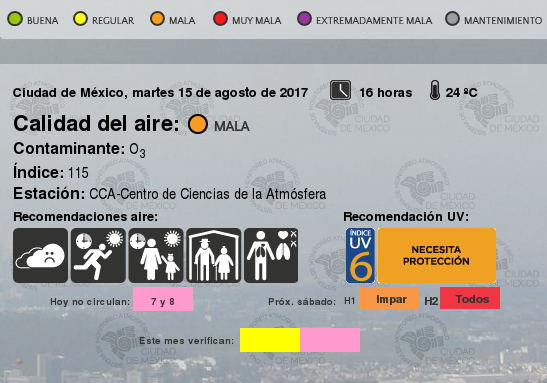 BUENA REGULAR MALA MUY MALA EXTREMADAMENTE MALA MANTENIMIENTO
Ciudad de México, martes 15 de agosto de 2017 16 horas 24 ºC
Calidad del aire: MALA
Contaminante: O3
Índice: 115
Estación: CCA-Centro de Ciencias de la Atmósfera
Recomendaciones aire: Recomendación UV:
ÍNDICE
UV
6
NECESITA
PROTECCIÓN
Hoy no circulan: 7 y 8 Próx. sábado: H1 Impar H2 Todos
Este mes verifican:
CIUDAD
DE MÉXICO